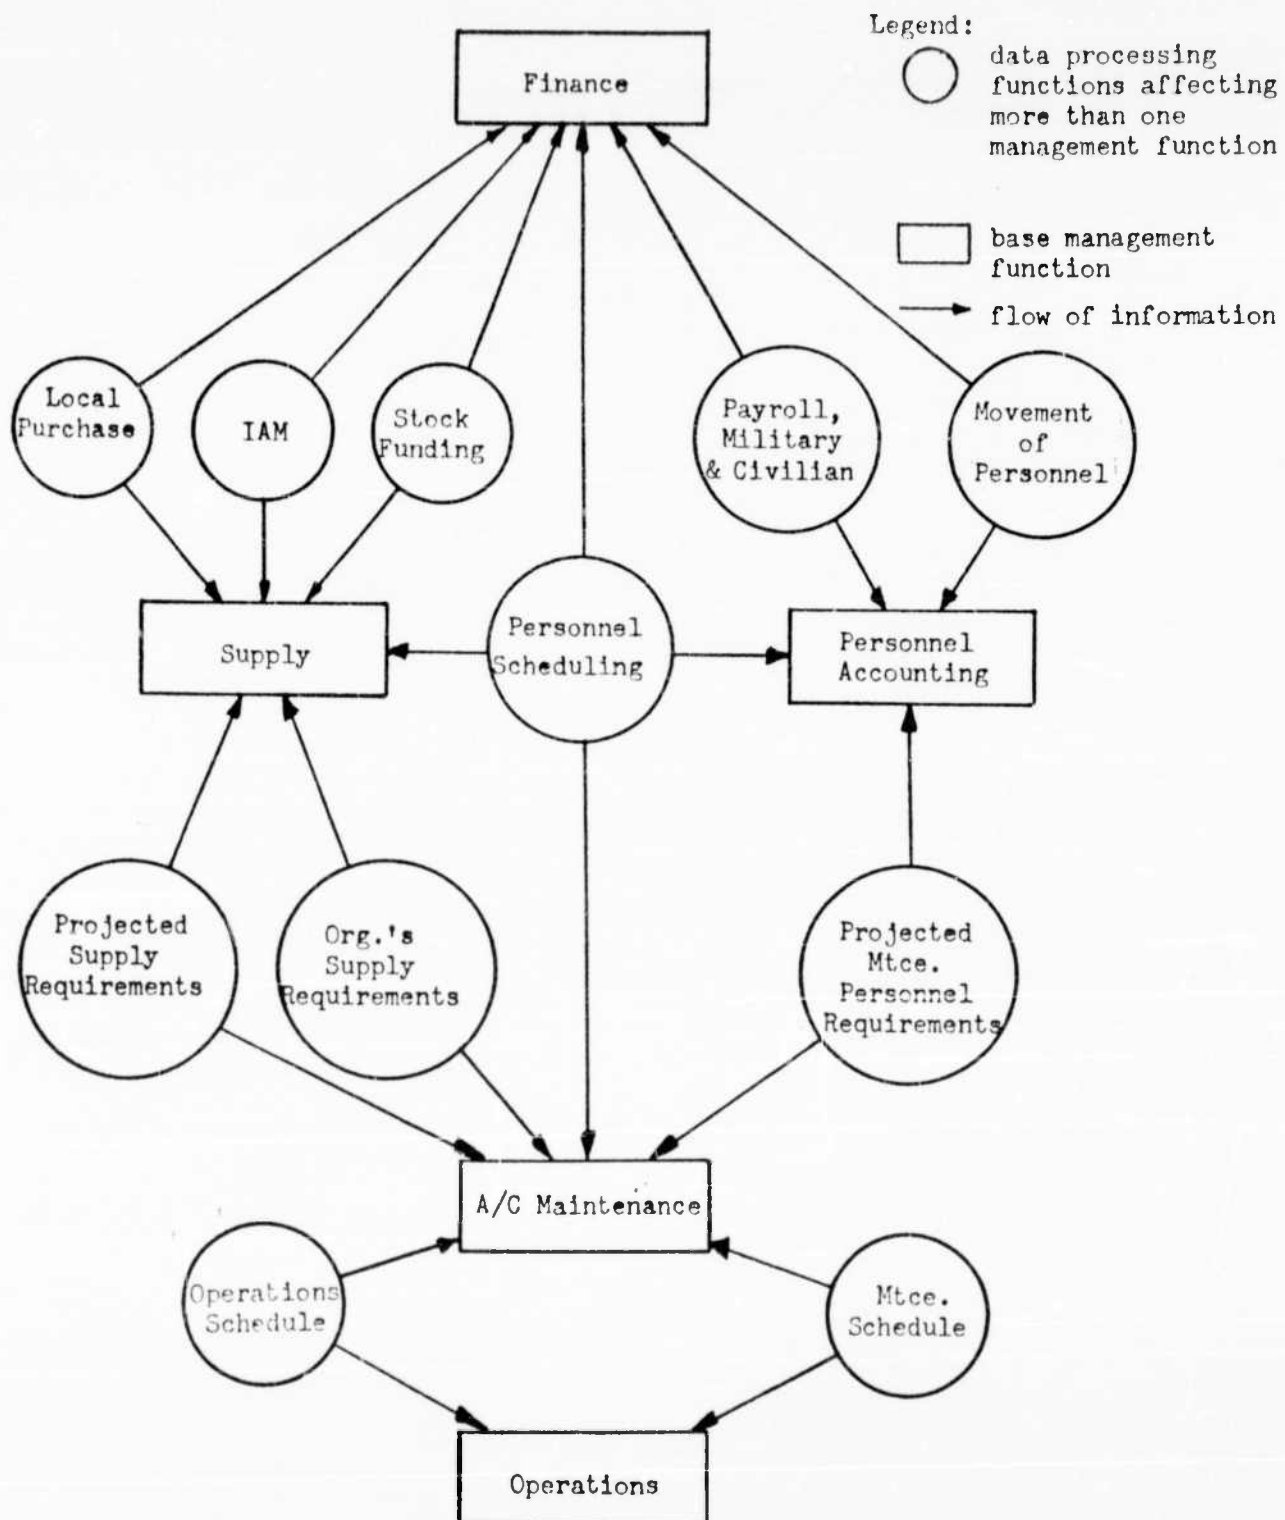 Legend:
data processing
functions affecting
more than one
management function
base management
function
flow of information
Finance
Local
Purchase
IAM
Stock
Funding
Payroll,
Military
& Civilian
Movement
of
Personnel
Supply
Personnel
Scheduling
Personnel
Accounting
Projected
Supply
Requirements
Org.'s
Supply
Requirements
Projected
Mtce.
Personnel
Requirements
A/C Maintenance
Operations
Schedule
Mtce.
Schedule
Operations